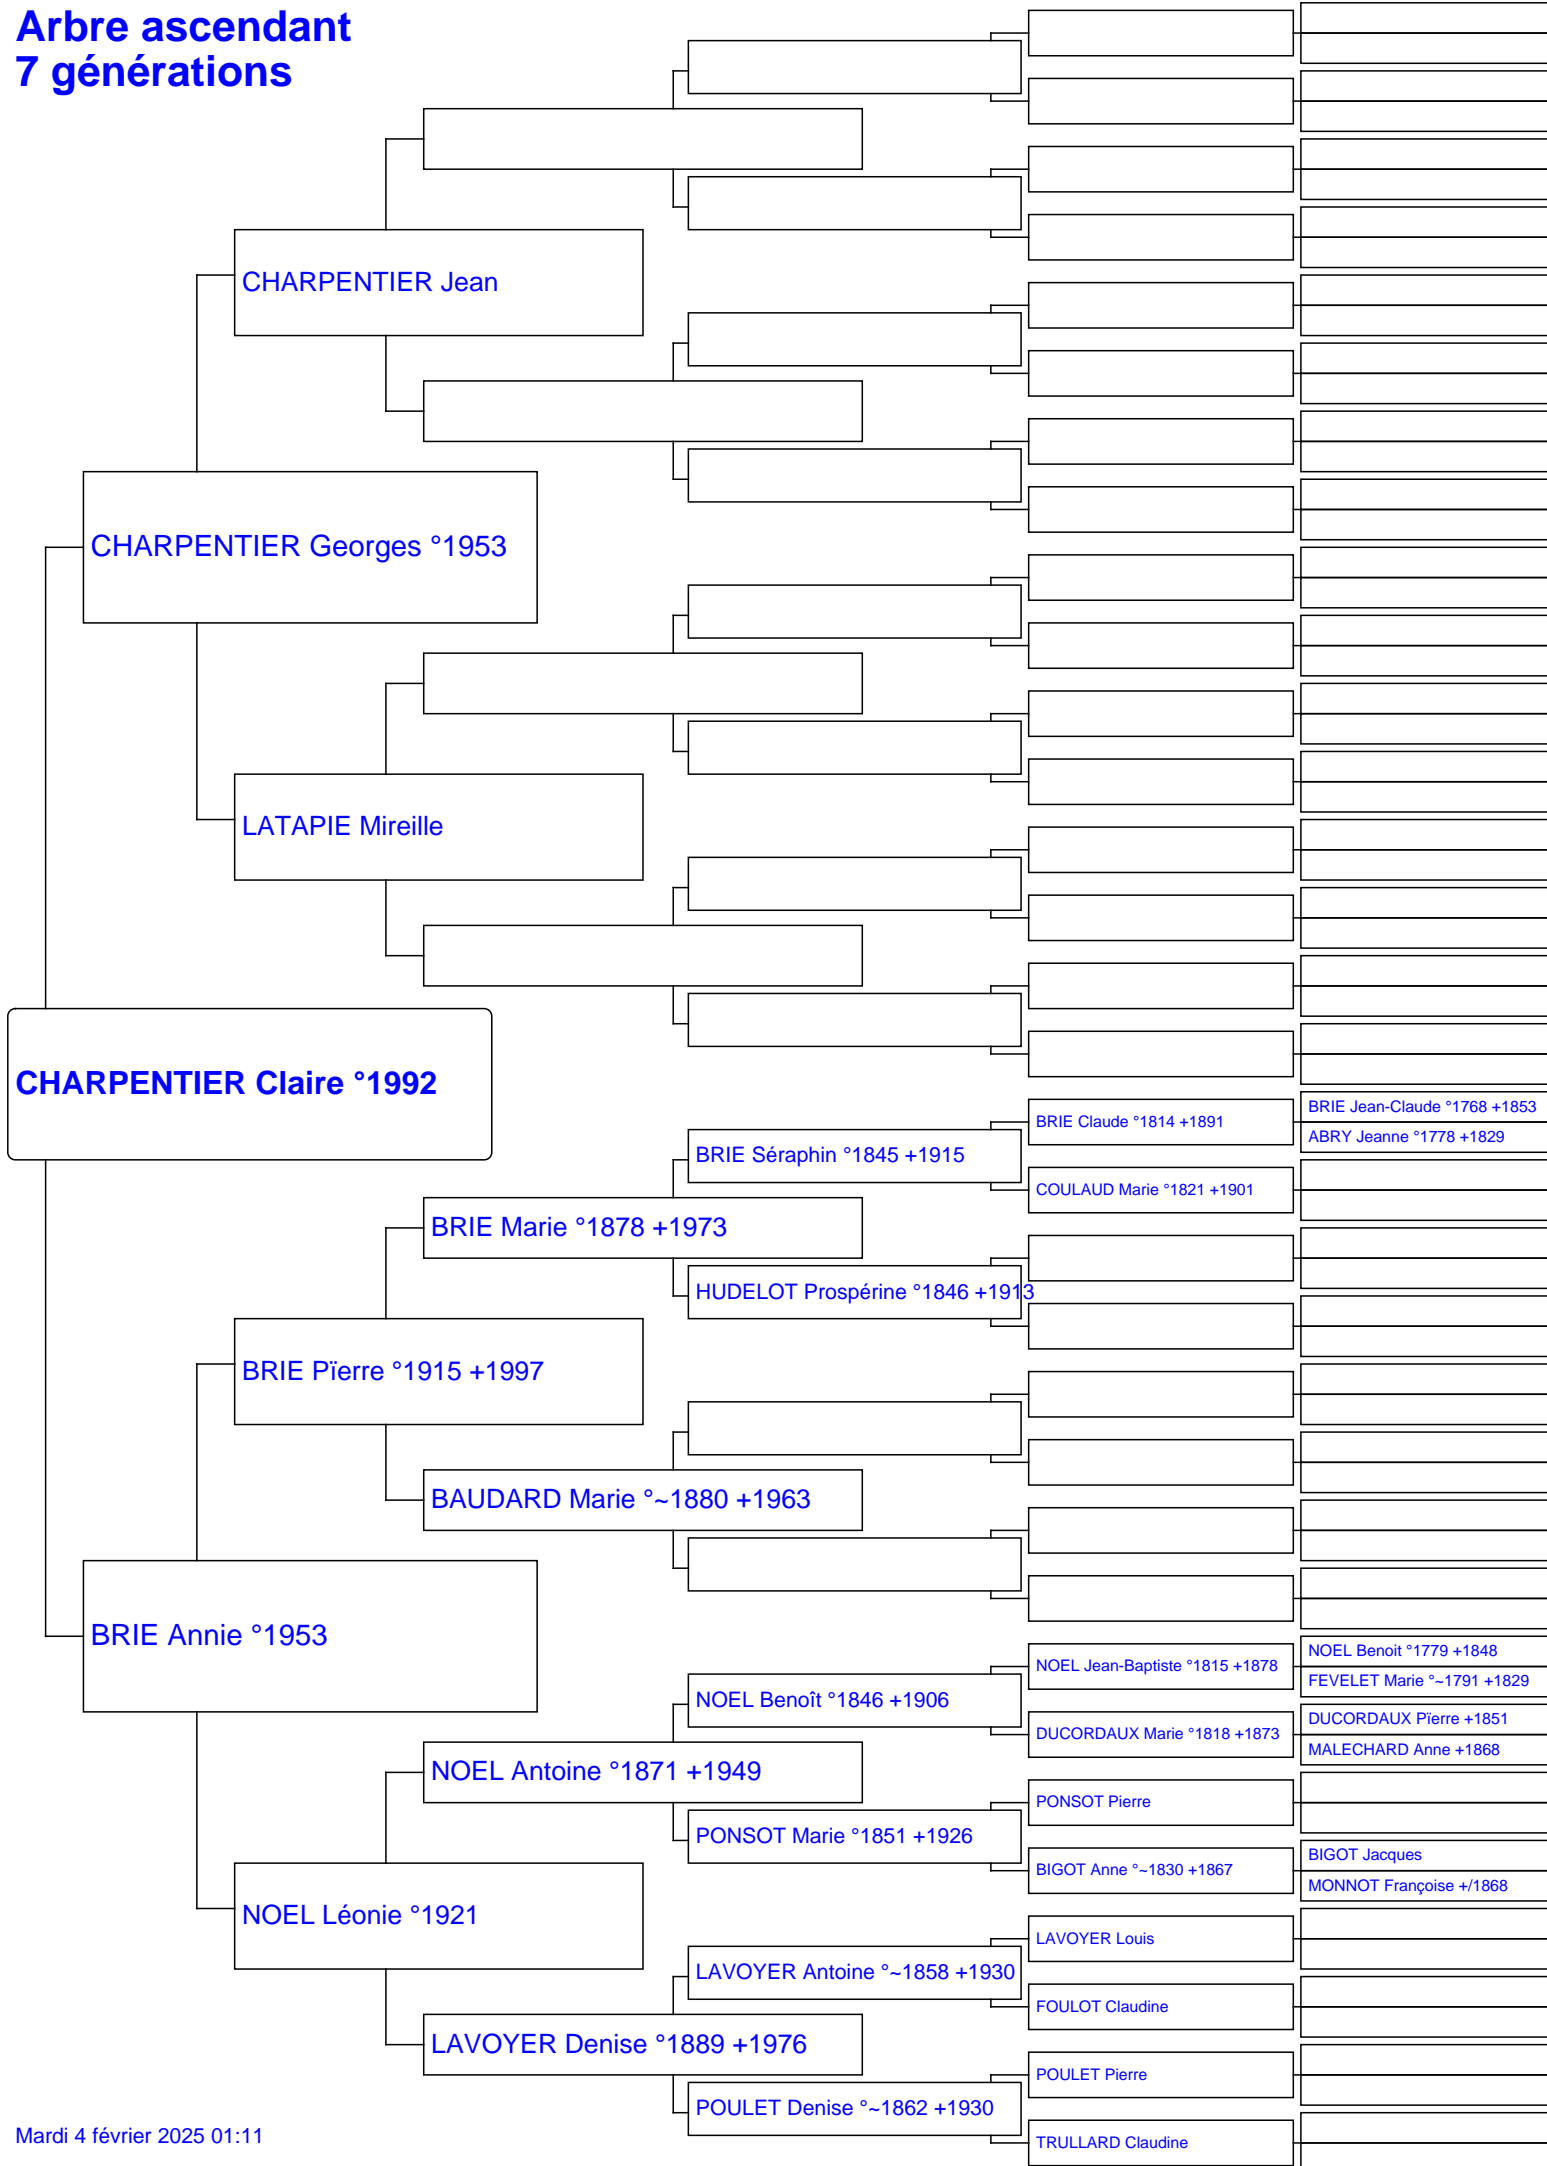 Arbre ascendant
7 générations
CHARPENTIER Jean
CHARPENTIER Georges °1953
LATAPIE Mireille
CHARPENTIER Claire °1992
BRIE Jean-Claude °1768 +1853
BRIE Claude °1814 +1891
ABRY Jeanne °1778 +1829
BRIE Séraphin °1845 +1915
COULAUD Marie °1821 +1901
BRIE Marie °1878 +1973
HUDELOT Prospérine °1846 +1913
BRIE Pïerre °1915 +1997
BAUDARD Marie °~1880 +1963
BRIE Annie °1953
NOEL Benoit °1779 +1848
NOEL Jean-Baptiste °1815 +1878
FEVELET Marie °~1791 +1829
NOEL Benoît °1846 +1906
DUCORDAUX Pïerre +1851
DUCORDAUX Marie °1818 +1873
MALECHARD Anne +1868
NOEL Antoine °1871 +1949
PONSOT Pierre
PONSOT Marie °1851 +1926
BIGOT Jacques
BIGOT Anne °~1830 +1867
MONNOT Françoise +/1868
NOEL Léonie °1921
LAVOYER Louis
LAVOYER Antoine °~1858 +1930
FOULOT Claudine
LAVOYER Denise °1889 +1976
POULET Pierre
POULET Denise °~1862 +1930
TRULLARD Claudine
Mardi 4 février 2025 01:11